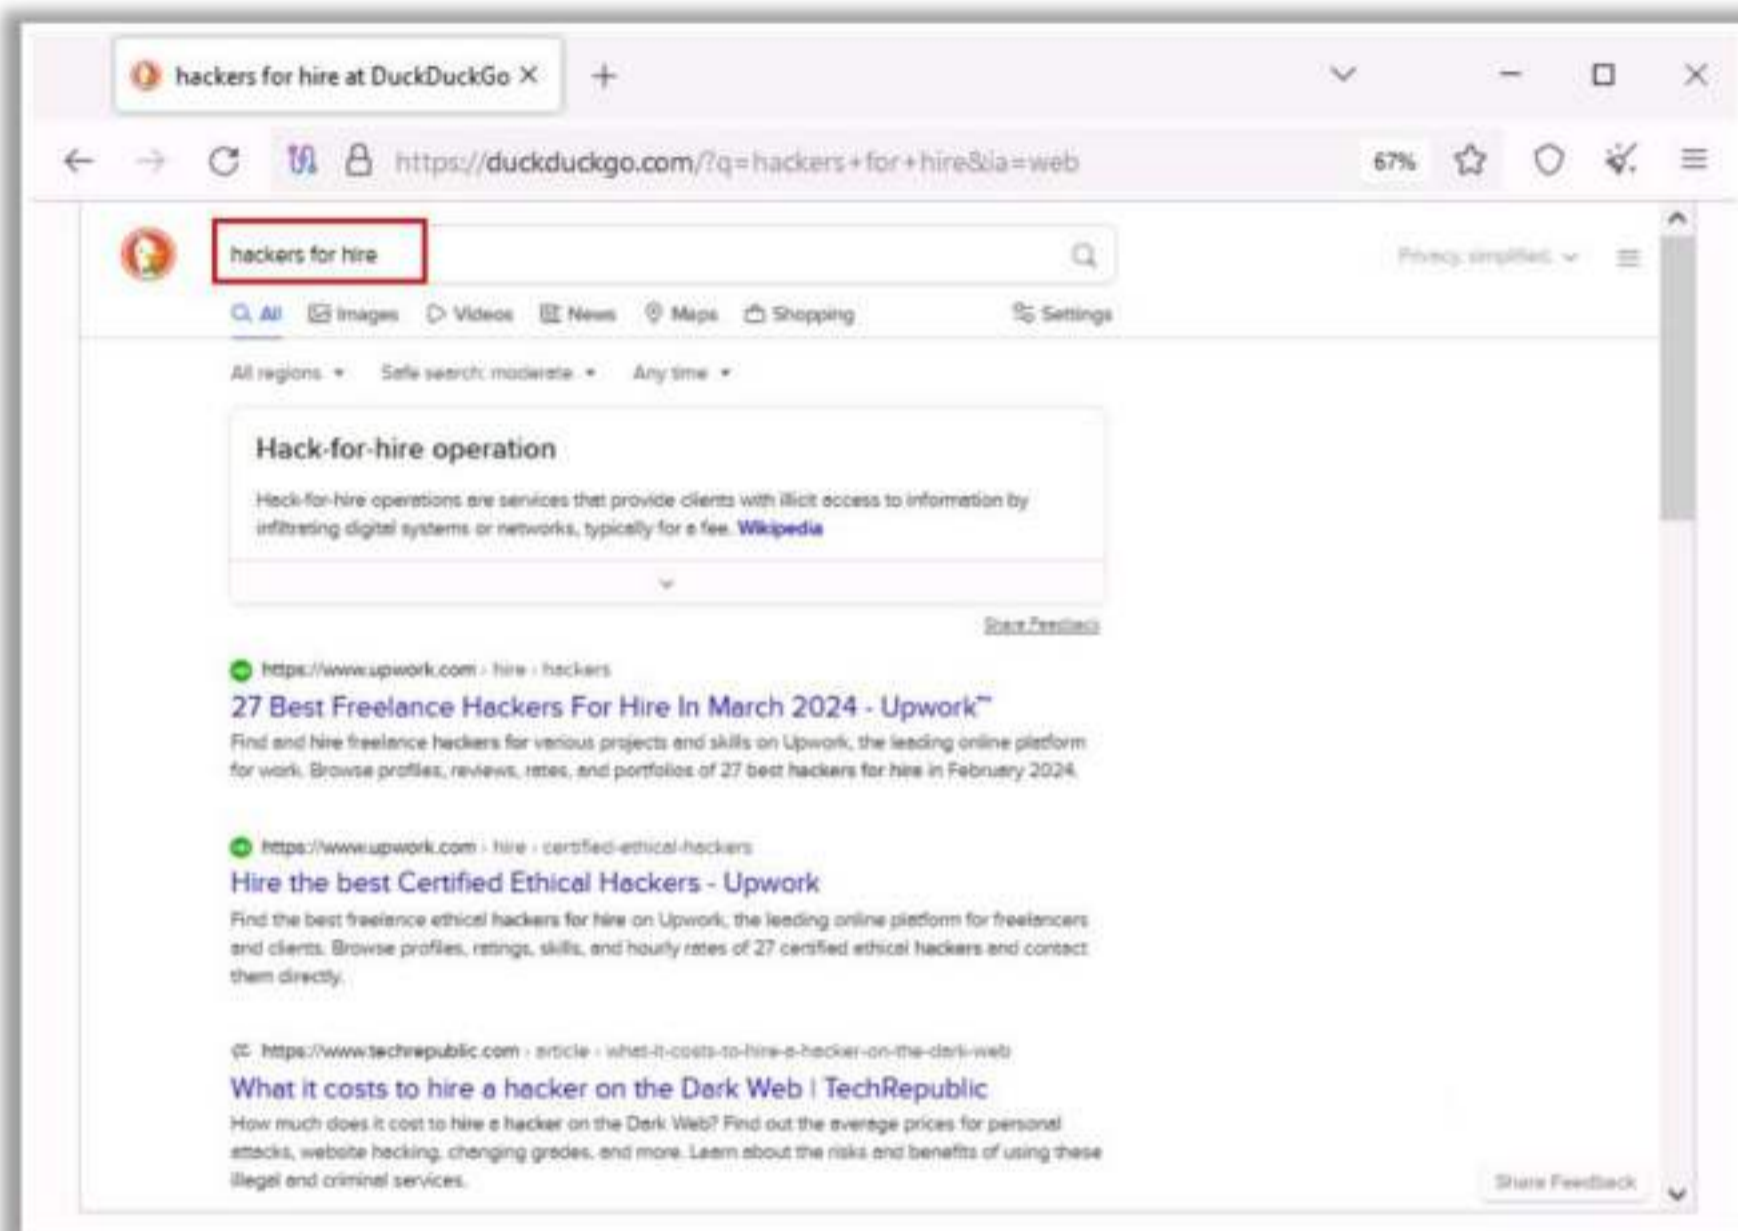 hackers for hire at DuckDuckGo
https://duckduckgo.com/?q=hackers+for+hire&ia=web
67%
hackers for hire
Privacy, simplified.
All Images Videos News Maps Shopping Settings
All regions Safe search: moderate Any time
Hack-for-hire operation
Hack-for-hire operations are services that provide clients with illicit access to information by
infiltrating digital systems or networks, typically for a fee. Wikipedia
Share Feedback
https://www.upwork.com › hire › hackers
27 Best Freelance Hackers For Hire In March 2024 - Upwork™
Find and hire freelance hackers for various projects and skills on Upwork, the leading online platform
for work. Browse profiles, reviews, rates, and portfolios of 27 best hackers for hire in February 2024.
https://www.upwork.com › hire › certified-ethical-hackers
Hire the best Certified Ethical Hackers - Upwork
Find the best freelance ethical hackers for hire on Upwork, the leading online platform for freelancers
and clients. Browse profiles, ratings, skills, and hourly rates of 27 certified ethical hackers and contact
them directly.
https://www.techrepublic.com › article › what-it-costs-to-hire-a-hacker-on-the-dark-web
What it costs to hire a hacker on the Dark Web | TechRepublic
How much does it cost to hire a hacker on the Dark Web? Find out the average prices for personal
attacks, website hacking, changing grades, and more. Learn about the risks and benefits of using these
illegal and criminal services.
Share Feedback